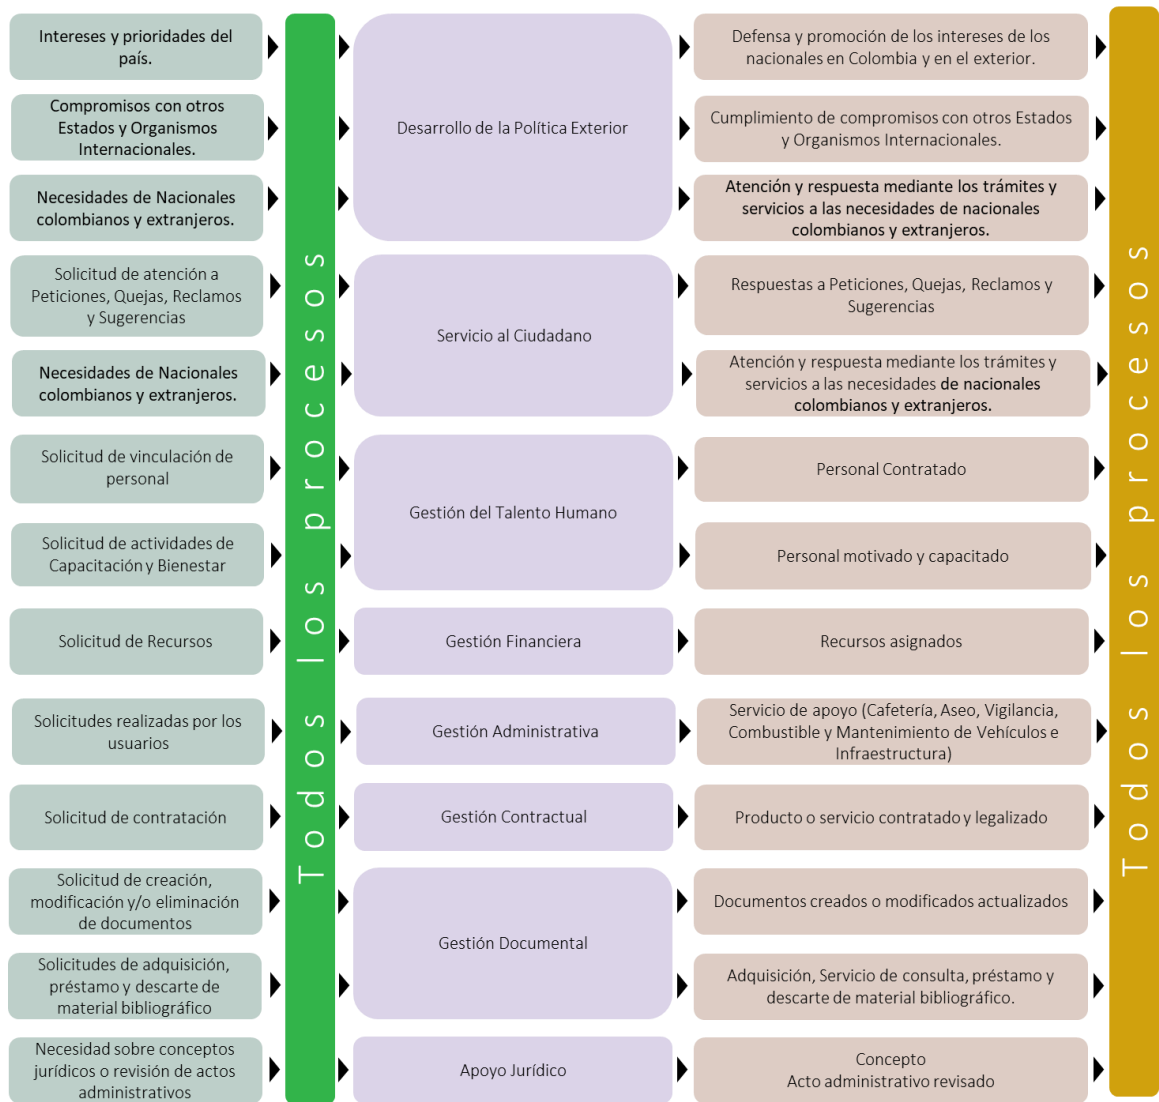 Intereses y prioridades del
país.
Compromisos con otros
Estados y Organismos
Internacionales.
Necesidades de Nacionales
colombianos y extranjeros.
Solicitud de atención a
Peticiones, Quejas, Reclamos
y Sugerencias
Necesidades de Nacionales
colombianos y extranjeros.
Solicitud de vinculación de
personal
Solicitud de actividades de
Capacitación y Bienestar
Solicitud de Recursos
Solicitudes realizadas por los
usuarios
Solicitud de contratación
Solicitud de creación,
modificación y/o eliminación
de documentos
Solicitudes de adquisición,
préstamo y descarte de
material bibliográfico
Necesidad sobre conceptos
jurídicos o revisión de actos
administrativos
Todos los procesos
Desarrollo de la Política Exterior
Servicio al Ciudadano
Gestión del Talento Humano
Gestión Financiera
Gestión Administrativa
Gestión Contractual
Gestión Documental
Apoyo Jurídico
Defensa y promoción de los intereses de los
nacionales en Colombia y en el exterior.
Cumplimiento de compromisos con otros Estados
y Organismos Internacionales.
Atención y respuesta mediante los trámites y
servicios a las necesidades de nacionales
colombianos y extranjeros.
Respuestas a Peticiones, Quejas, Reclamos y
Sugerencias
Atención y respuesta mediante los trámites y
servicios a las necesidades de nacionales
colombianos y extranjeros.
Personal Contratado
Personal motivado y capacitado
Recursos asignados
Servicio de apoyo (Cafetería, Aseo, Vigilancia,
Combustible y Mantenimiento de Vehículos e
Infraestructura)
Producto o servicio contratado y legalizado
Documentos creados o modificados actualizados
Adquisición, Servicio de consulta, préstamo y
descarte de material bibliográfico.
Concepto
Acto administrativo revisado
Todos los procesos